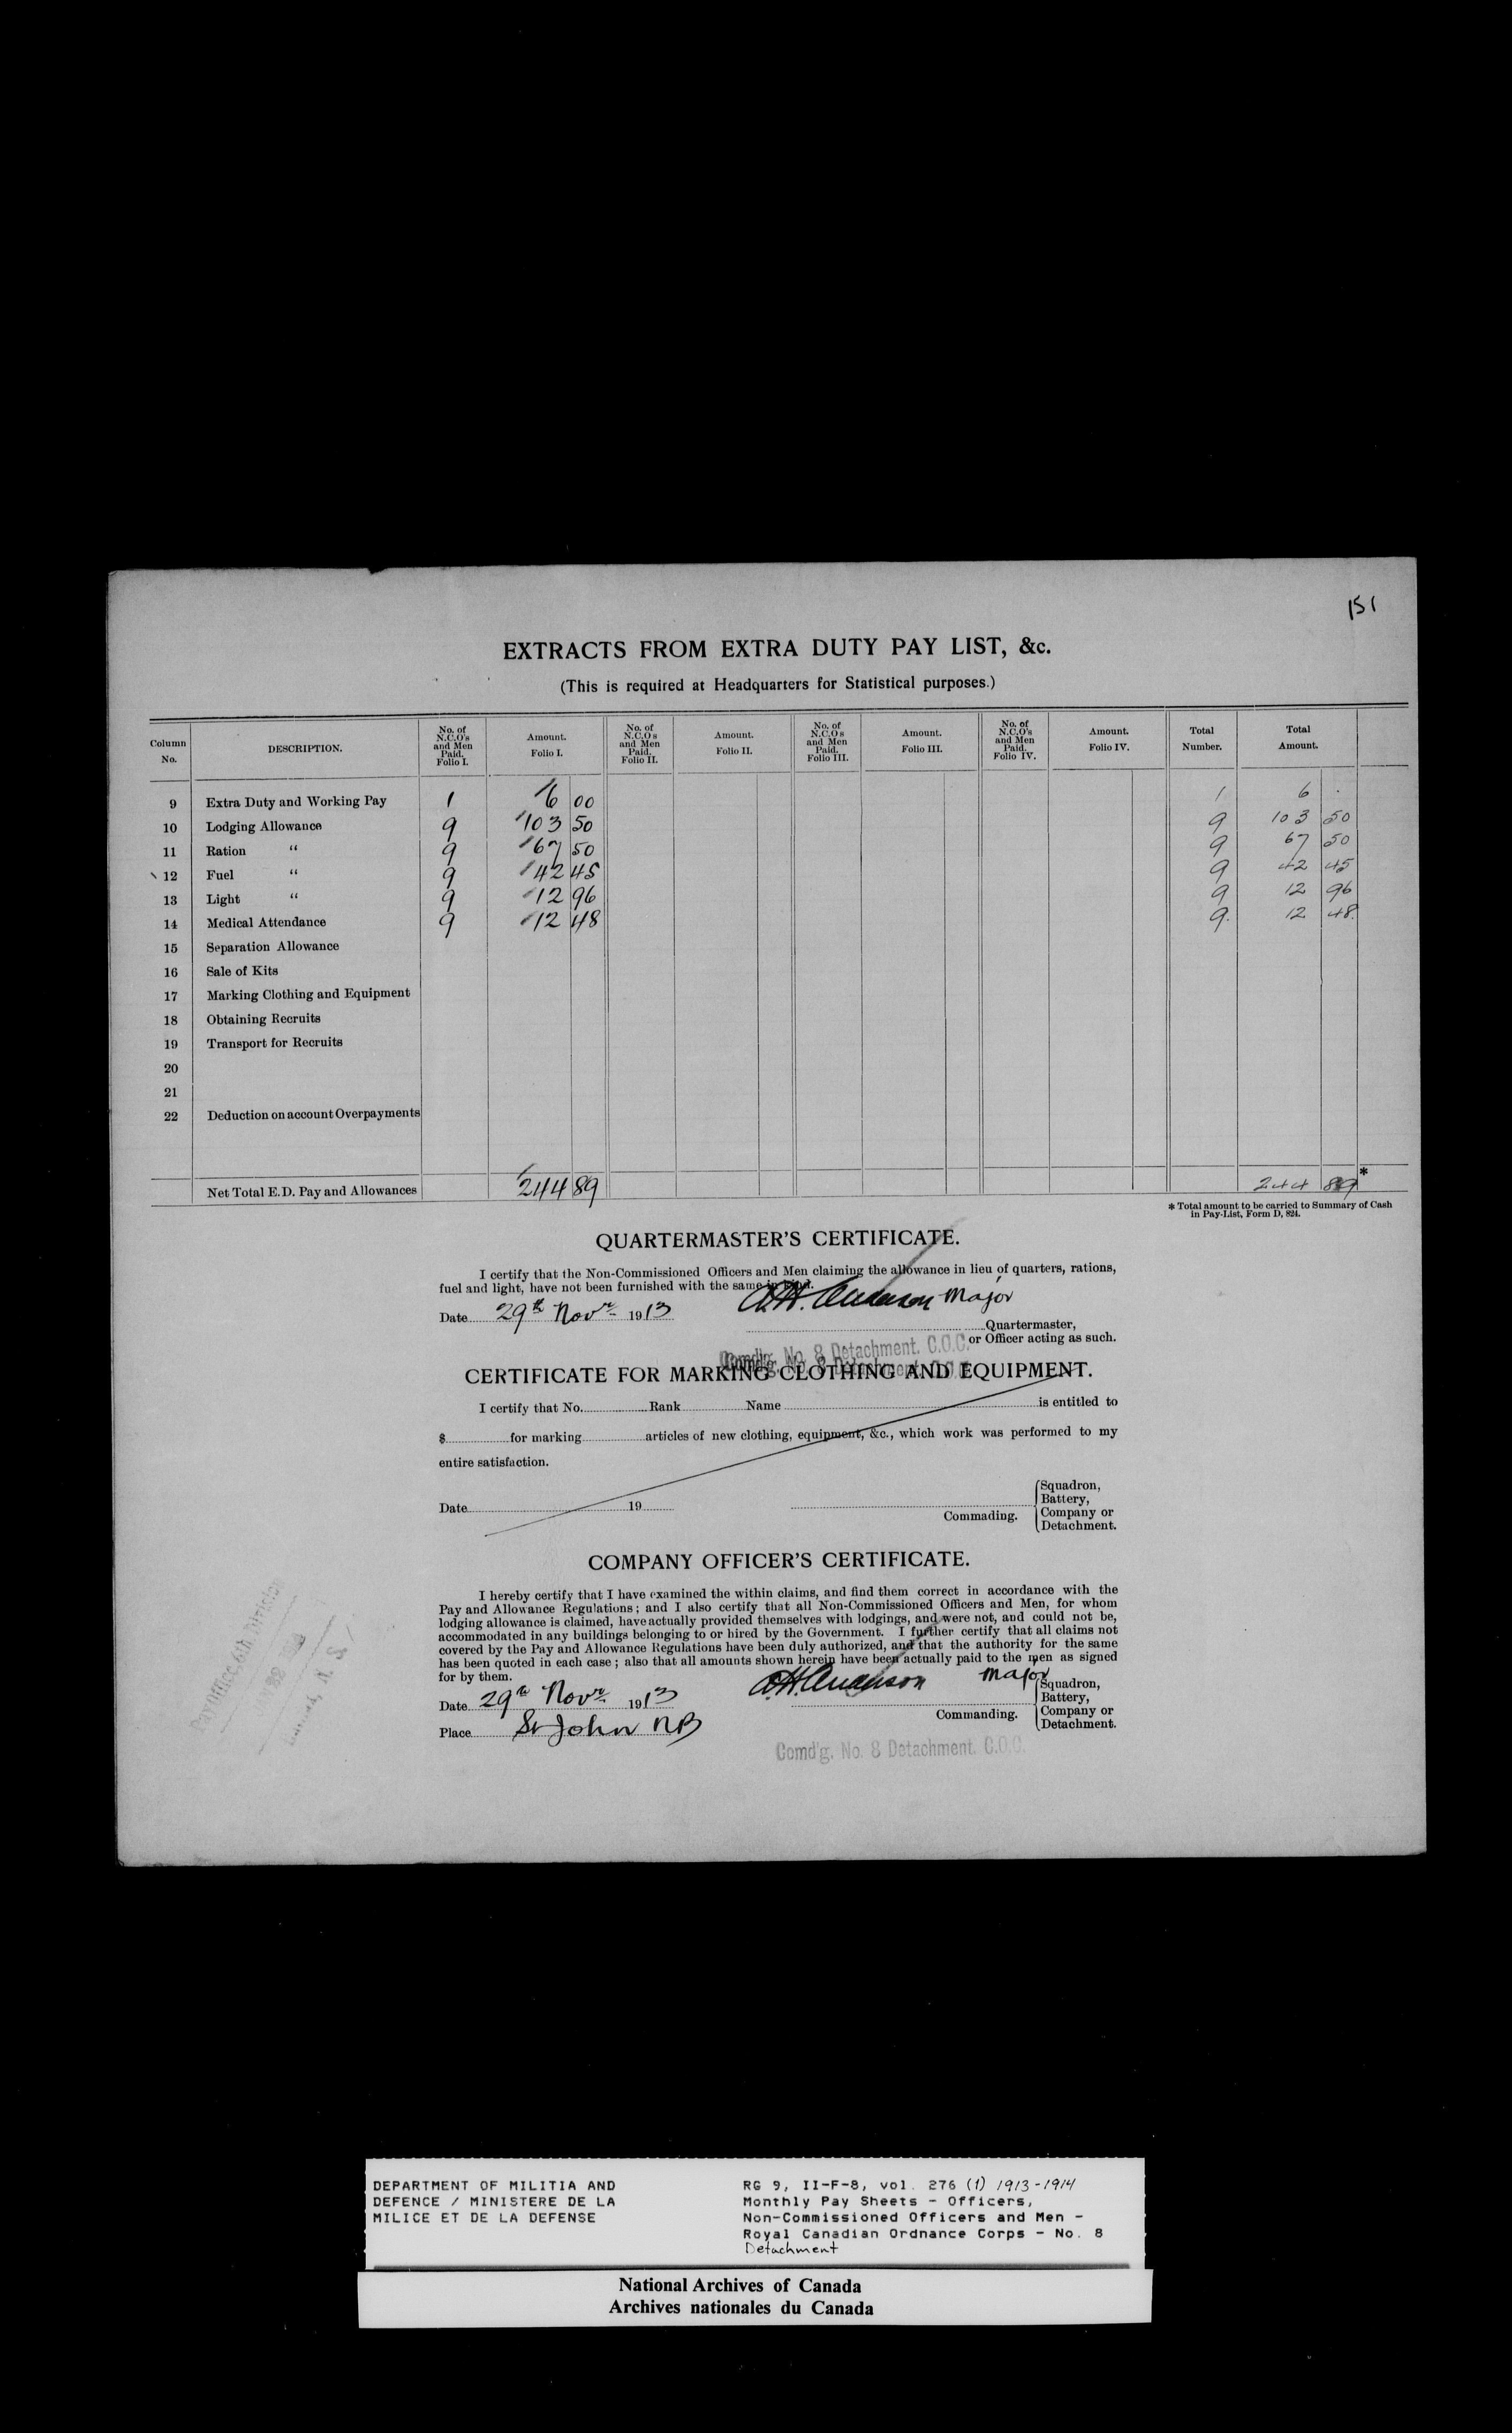 151
EXTRACTS FROM EXTRA DUTY PAY LIST, &c.
(This is required at Headquarters for Statistical purposes.)
Column No. DESCRIPTION. No. of N.C.O's and Men Paid. Folio I. Amount. Folio I. No. of N.C.O's and Men Paid. Folio II. Amount. Folio II. No. of N.C.O's and Men Paid. Folio III. Amount. Folio III. No. of N.C.O's and Men Paid. Folio IV. Amount. Folio IV. Total Number. Total Amount.
9 Extra Duty and Working Pay 1 6 00 1 6 .
10 Lodging Allowance 9 103 50 9 103 50
11 Ration “ 9 67 50 9 67 50
12 Fuel “ 9 42 45 9 42 45
13 Light “ 9 12 96 9 12 96
14 Medical Attendance 9 12 48 9. 12 48.
15 Separation Allowance
16 Sale of Kits
17 Marking Clothing and Equipment
18 Obtaining Recruits
19 Transport for Recruits
20
21
22 Deduction on account Overpayments
Net Total E.D. Pay and Allowances 244 89 244 89 *
* Total amount to be carried to Summary of Cash
in Pay-List, Form D, 824.
QUARTERMASTER'S CERTIFICATE.
I certify that the Non-Commissioned Officers and Men claiming the allowance in lieu of quarters, rations,
fuel and light, have not been furnished with the same in kind.
Date 29th Novr 1913 A.H. Anderson Major
Quartermaster,
or Officer acting as such.
Comd'g. No. 8 Detachment. C.O.C.
CERTIFICATE FOR MARKING CLOTHING AND EQUIPMENT.
I certify that No. Rank Name is entitled to
$ for marking articles of new clothing, equipment, &c., which work was performed to my
entire satisfaction.
Date 19 Commading. Squadron, Battery, Company or Detachment.
COMPANY OFFICER'S CERTIFICATE.
I hereby certify that I have examined the within claims, and find them correct in accordance with the
Pay and Allowance Regulations; and I also certify that all Non-Commissioned Officers and Men, for whom
lodging allowance is claimed, have actually provided themselves with lodgings, and were not, and could not be,
accommodated in any buildings belonging to or hired by the Government. I further certify that all claims not
covered by the Pay and Allowance Regulations have been duly authorized, and that the authority for the same
has been quoted in each case; also that all amounts shown herein have been actually paid to the men as signed
for by them.
Date 29th Novr 1913 A.H. Anderson Major
Commanding. Squadron, Battery, Company or Detachment.
Place St John NB
Comd'g. No. 8 Detachment. C.O.C.
Pay Office, 6th Division
DEPARTMENT OF MILITIA AND
DEFENCE / MINISTERE DE LA
MILICE ET DE LA DEFENSE
RG 9, II-F-8, vol. 276 (1) 1913-1914
Monthly Pay Sheets - Officers,
Non-Commissioned Officers and Men -
Royal Canadian Ordnance Corps - No. 8
Detachment
National Archives of Canada
Archives nationales du Canada